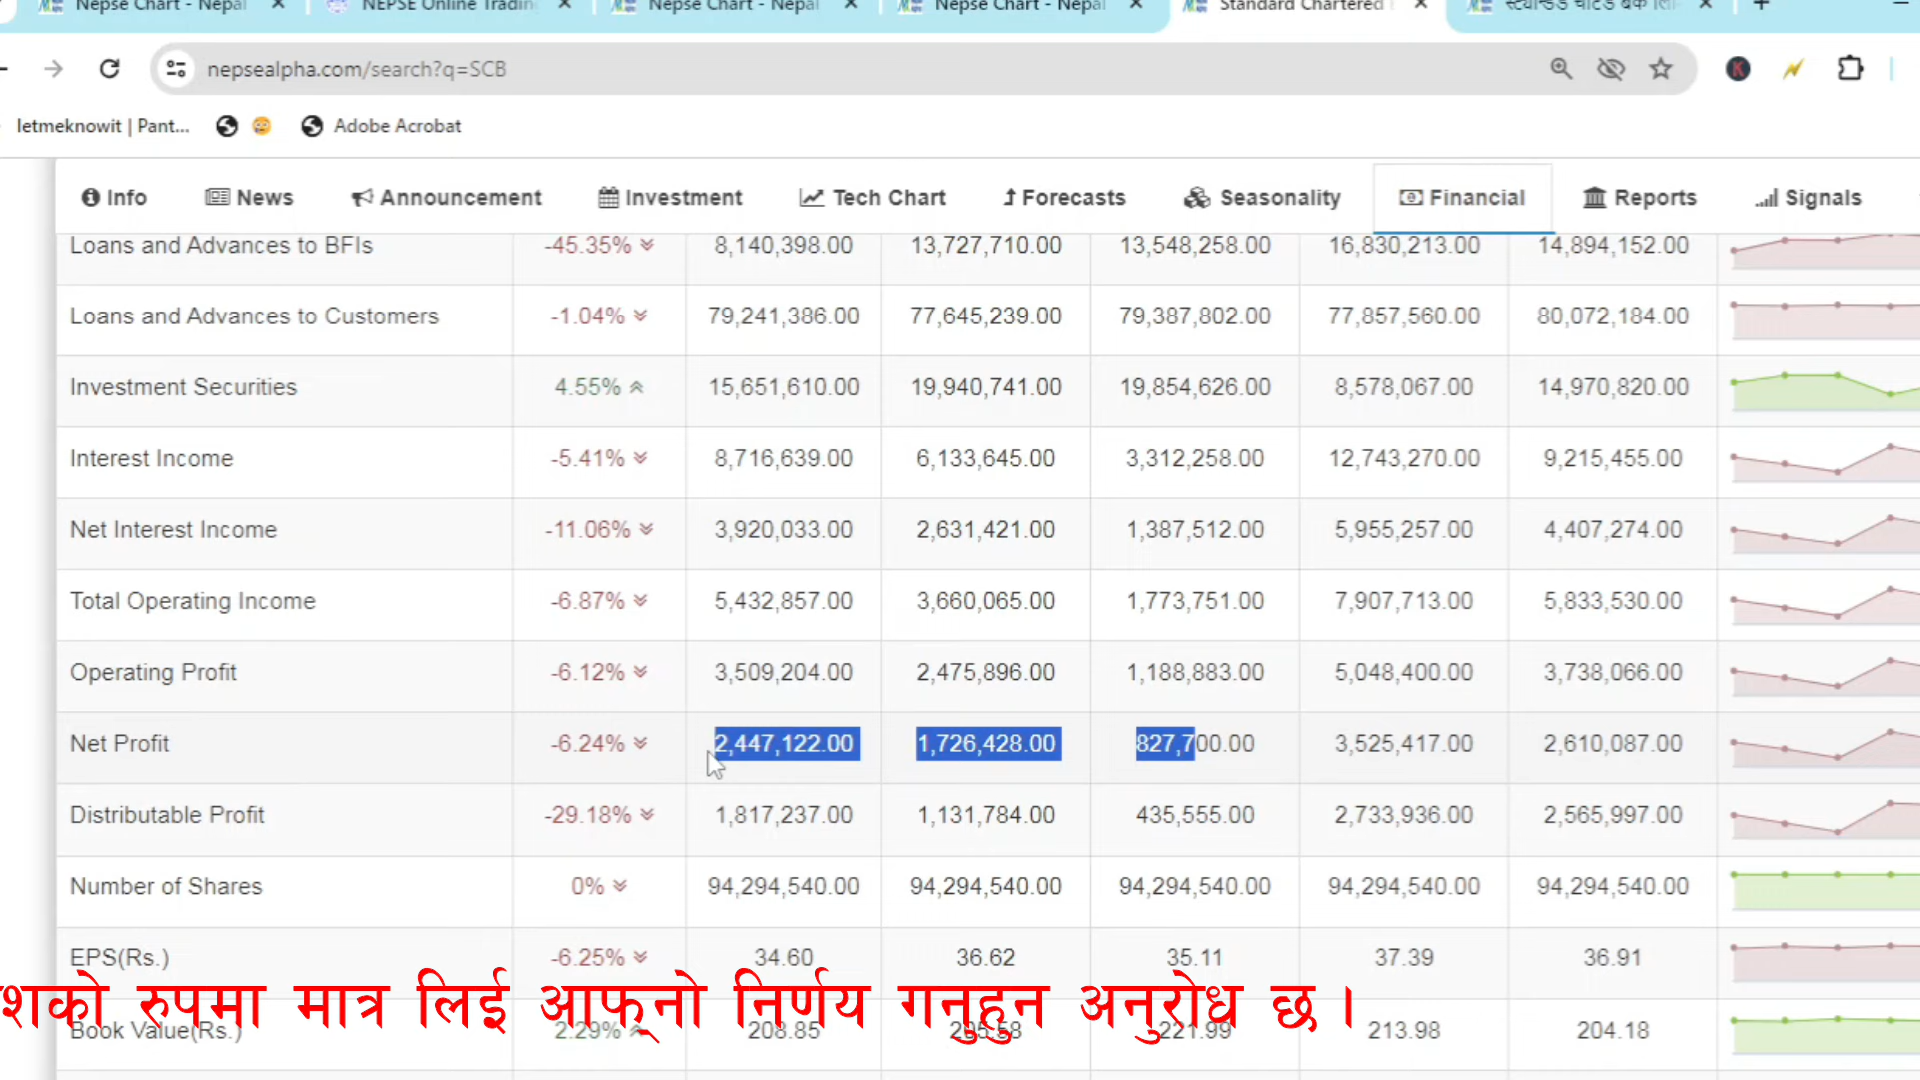 Nepse Chart - Nepal NEPSE Online Trading Nepse Chart - Nepal Nepse Chart - Nepal Standard Chartered स्ट्यान्डर्ड चार्टर्ड बैंक लि
nepsealpha.com/search?q=SCB
letmeknowit | Pant... Adobe Acrobat
Info News Announcement Investment Tech Chart Forecasts Seasonality Financial Reports Signals
Loans and Advances to BFIs -45.35% 8,140,398.00 13,727,710.00 13,548,258.00 16,830,213.00 14,894,152.00
Loans and Advances to Customers -1.04% 79,241,386.00 77,645,239.00 79,387,802.00 77,857,560.00 80,072,184.00
Investment Securities 4.55% 15,651,610.00 19,940,741.00 19,854,626.00 8,578,067.00 14,970,820.00
Interest Income -5.41% 8,716,639.00 6,133,645.00 3,312,258.00 12,743,270.00 9,215,455.00
Net Interest Income -11.06% 3,920,033.00 2,631,421.00 1,387,512.00 5,955,257.00 4,407,274.00
Total Operating Income -6.87% 5,432,857.00 3,660,065.00 1,773,751.00 7,907,713.00 5,833,530.00
Operating Profit -6.12% 3,509,204.00 2,475,896.00 1,188,883.00 5,048,400.00 3,738,066.00
Net Profit -6.24% 2,447,122.00 1,726,428.00 827,700.00 3,525,417.00 2,610,087.00
Distributable Profit -29.18% 1,817,237.00 1,131,784.00 435,555.00 2,733,936.00 2,565,997.00
Number of Shares 0% 94,294,540.00 94,294,540.00 94,294,540.00 94,294,540.00 94,294,540.00
EPS(Rs.) -6.25% 34.60 36.62 35.11 37.39 36.91
शको रुपमा मात्र लिई आफ्नो निर्णय गनुहुन अनुरोध छ ।
Book Value(Rs.) 2.29% 208.85 205.58 221.99 213.98 204.18